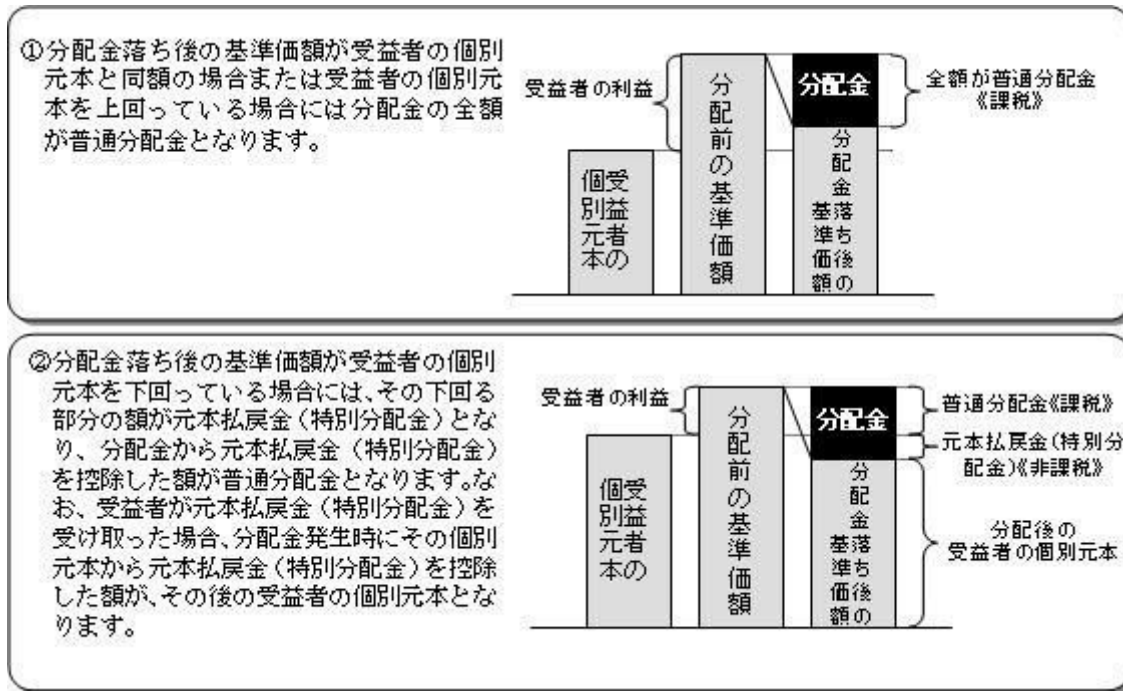 ①分配金落ち後の基準価額が受益者の個別
元本と同額の場合または受益者の個別元
本を上回っている場合には分配金の全額
が普通分配金となります。
受益者の利益
受益者の
個別元本
分配前の基準価額
分配金
分配金落ち後の
基準価額
全額が普通分配金
《課税》
②分配金落ち後の基準価額が受益者の個別
元本を下回っている場合には、その下回る
部分の額が元本払戻金（特別分配金）とな
り、分配金から元本払戻金（特別分配金）
を控除した額が普通分配金となります。な
お、受益者が元本払戻金（特別分配金）を
受け取った場合、分配金発生時にその個別
元本から元本払戻金（特別分配金）を控除
した額が、その後の受益者の個別元本とな
ります。
受益者の利益
受益者の
個別元本
分配前の基準価額
分配金
分配金落ち後の
基準価額
普通分配金《課税》
元本払戻金（特別分
配金）《非課税》
分配後の
受益者の個別元本